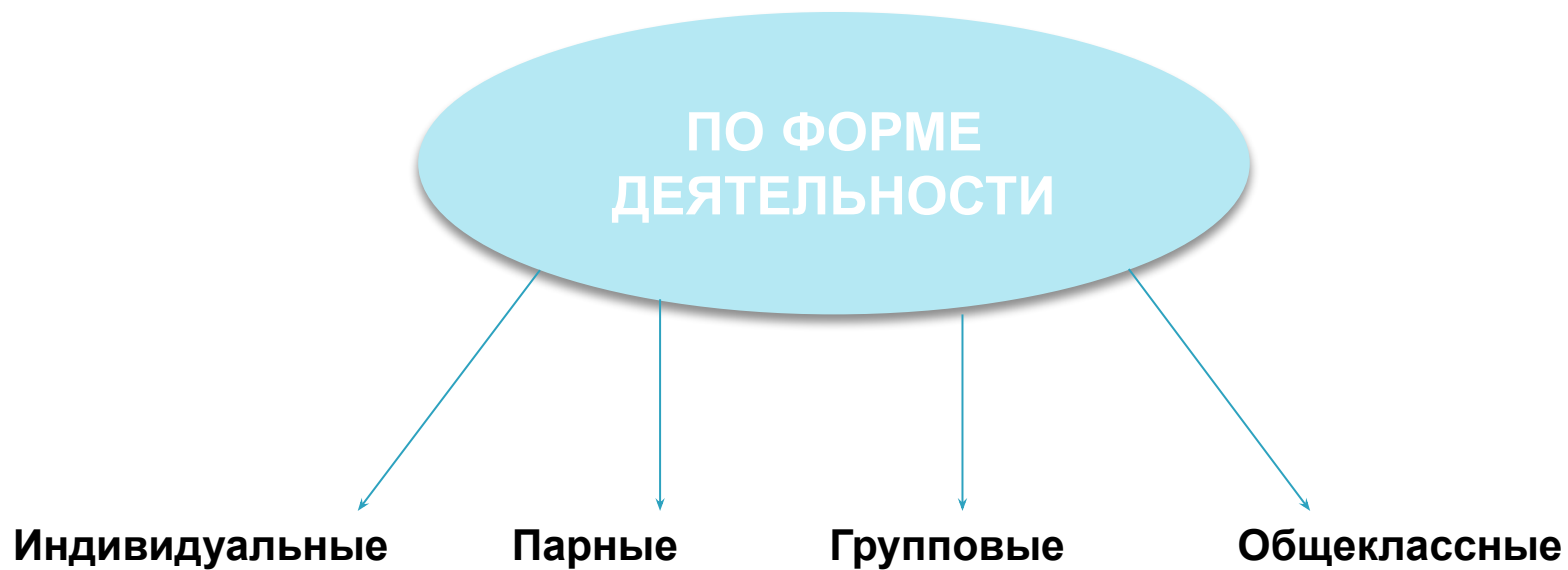 ПО ФОРМЕ
ДЕЯТЕЛЬНОСТИ
Индивидуальные Парные Групповые Общеклассные